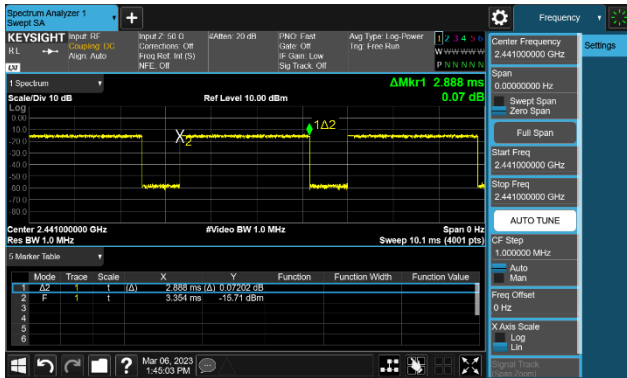 Spectrum Analyzer 1
Swept SA
+
Frequency
KEYSIGHT
RL
LXI
Input: RF
Coupling: DC
Align: Auto
Input Z: 50 Ω
Corrections: Off
Freq Ref: Int (S)
NFE: Off
#Atten: 20 dB
PNO: Fast
Gate: Off
IF Gain: Low
Sig Track: Off
Avg Type: Log-Power
Trig: Free Run
1 2 3 4 5 6
W W W W W W
P N N N N N
1 Spectrum
Scale/Div 10 dB
Ref Level 10.00 dBm
ΔMkr1 2.888 ms
0.07 dB
Log
0.00
-10.0
-20.0
-30.0
-40.0
-50.0
-60.0
-70.0
-80.0
X2
1Δ2
Center 2.441000000 GHz
Res BW 1.0 MHz
#Video BW 1.0 MHz
Span 0 Hz
Sweep 10.1 ms (4001 pts)
5 Marker Table
Mode Trace Scale X Y Function Function Width Function Value
1 Δ2 1 t (Δ) 2.888 ms (Δ) 0.07202 dB
2 F 1 t 3.354 ms -15.71 dBm
3
4
5
6
?
Mar 06, 2023
1:45:03 PM
Center Frequency
2.441000000 GHz
Settings
Span
0.00000000 Hz
Swept Span
Zero Span
Full Span
Start Freq
2.441000000 GHz
Stop Freq
2.441000000 GHz
AUTO TUNE
CF Step
1.000000 MHz
Auto
Man
Freq Offset
0 Hz
X Axis Scale
Log
Lin
Signal Track
(Span Zoom)